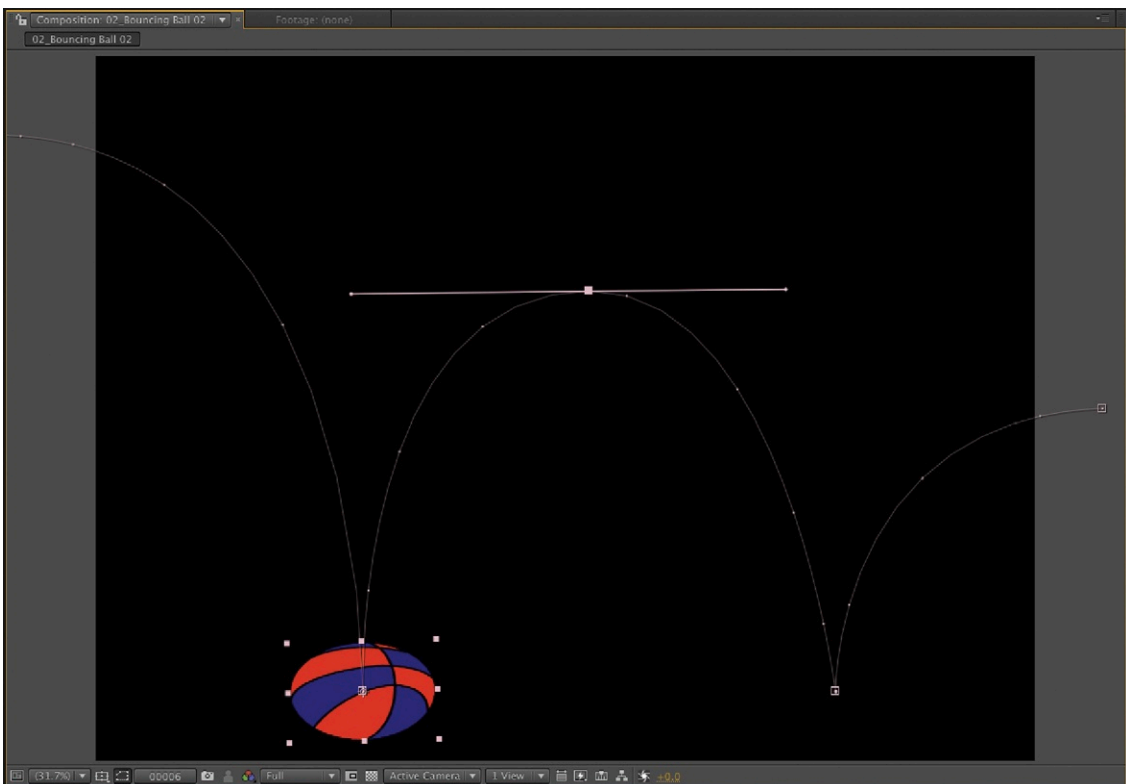 Composition: 02_Bouncing Ball 02 Footage: (none)
02_Bouncing Ball 02
(31.7%) 00006 Full Active Camera 1 View +0.0